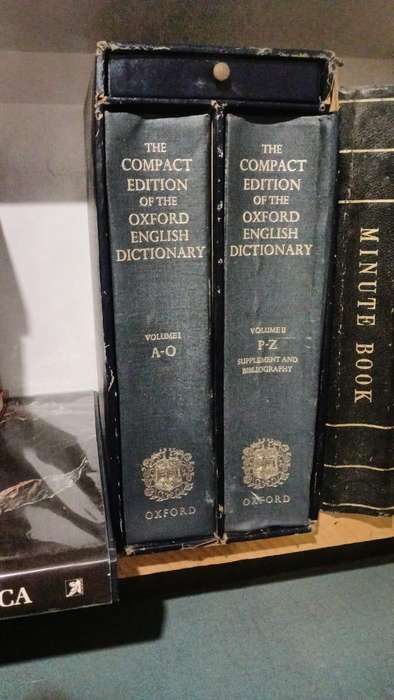 THE
COMPACT
EDITION
OF THE
OXFORD
ENGLISH
DICTIONARY
VOLUME I
A-O
OXFORD
THE
COMPACT
EDITION
OF THE
OXFORD
ENGLISH
DICTIONARY
VOLUME II
P-Z
SUPPLEMENT AND
BIBLIOGRAPHY
OXFORD
MINUTE BOOK
CA